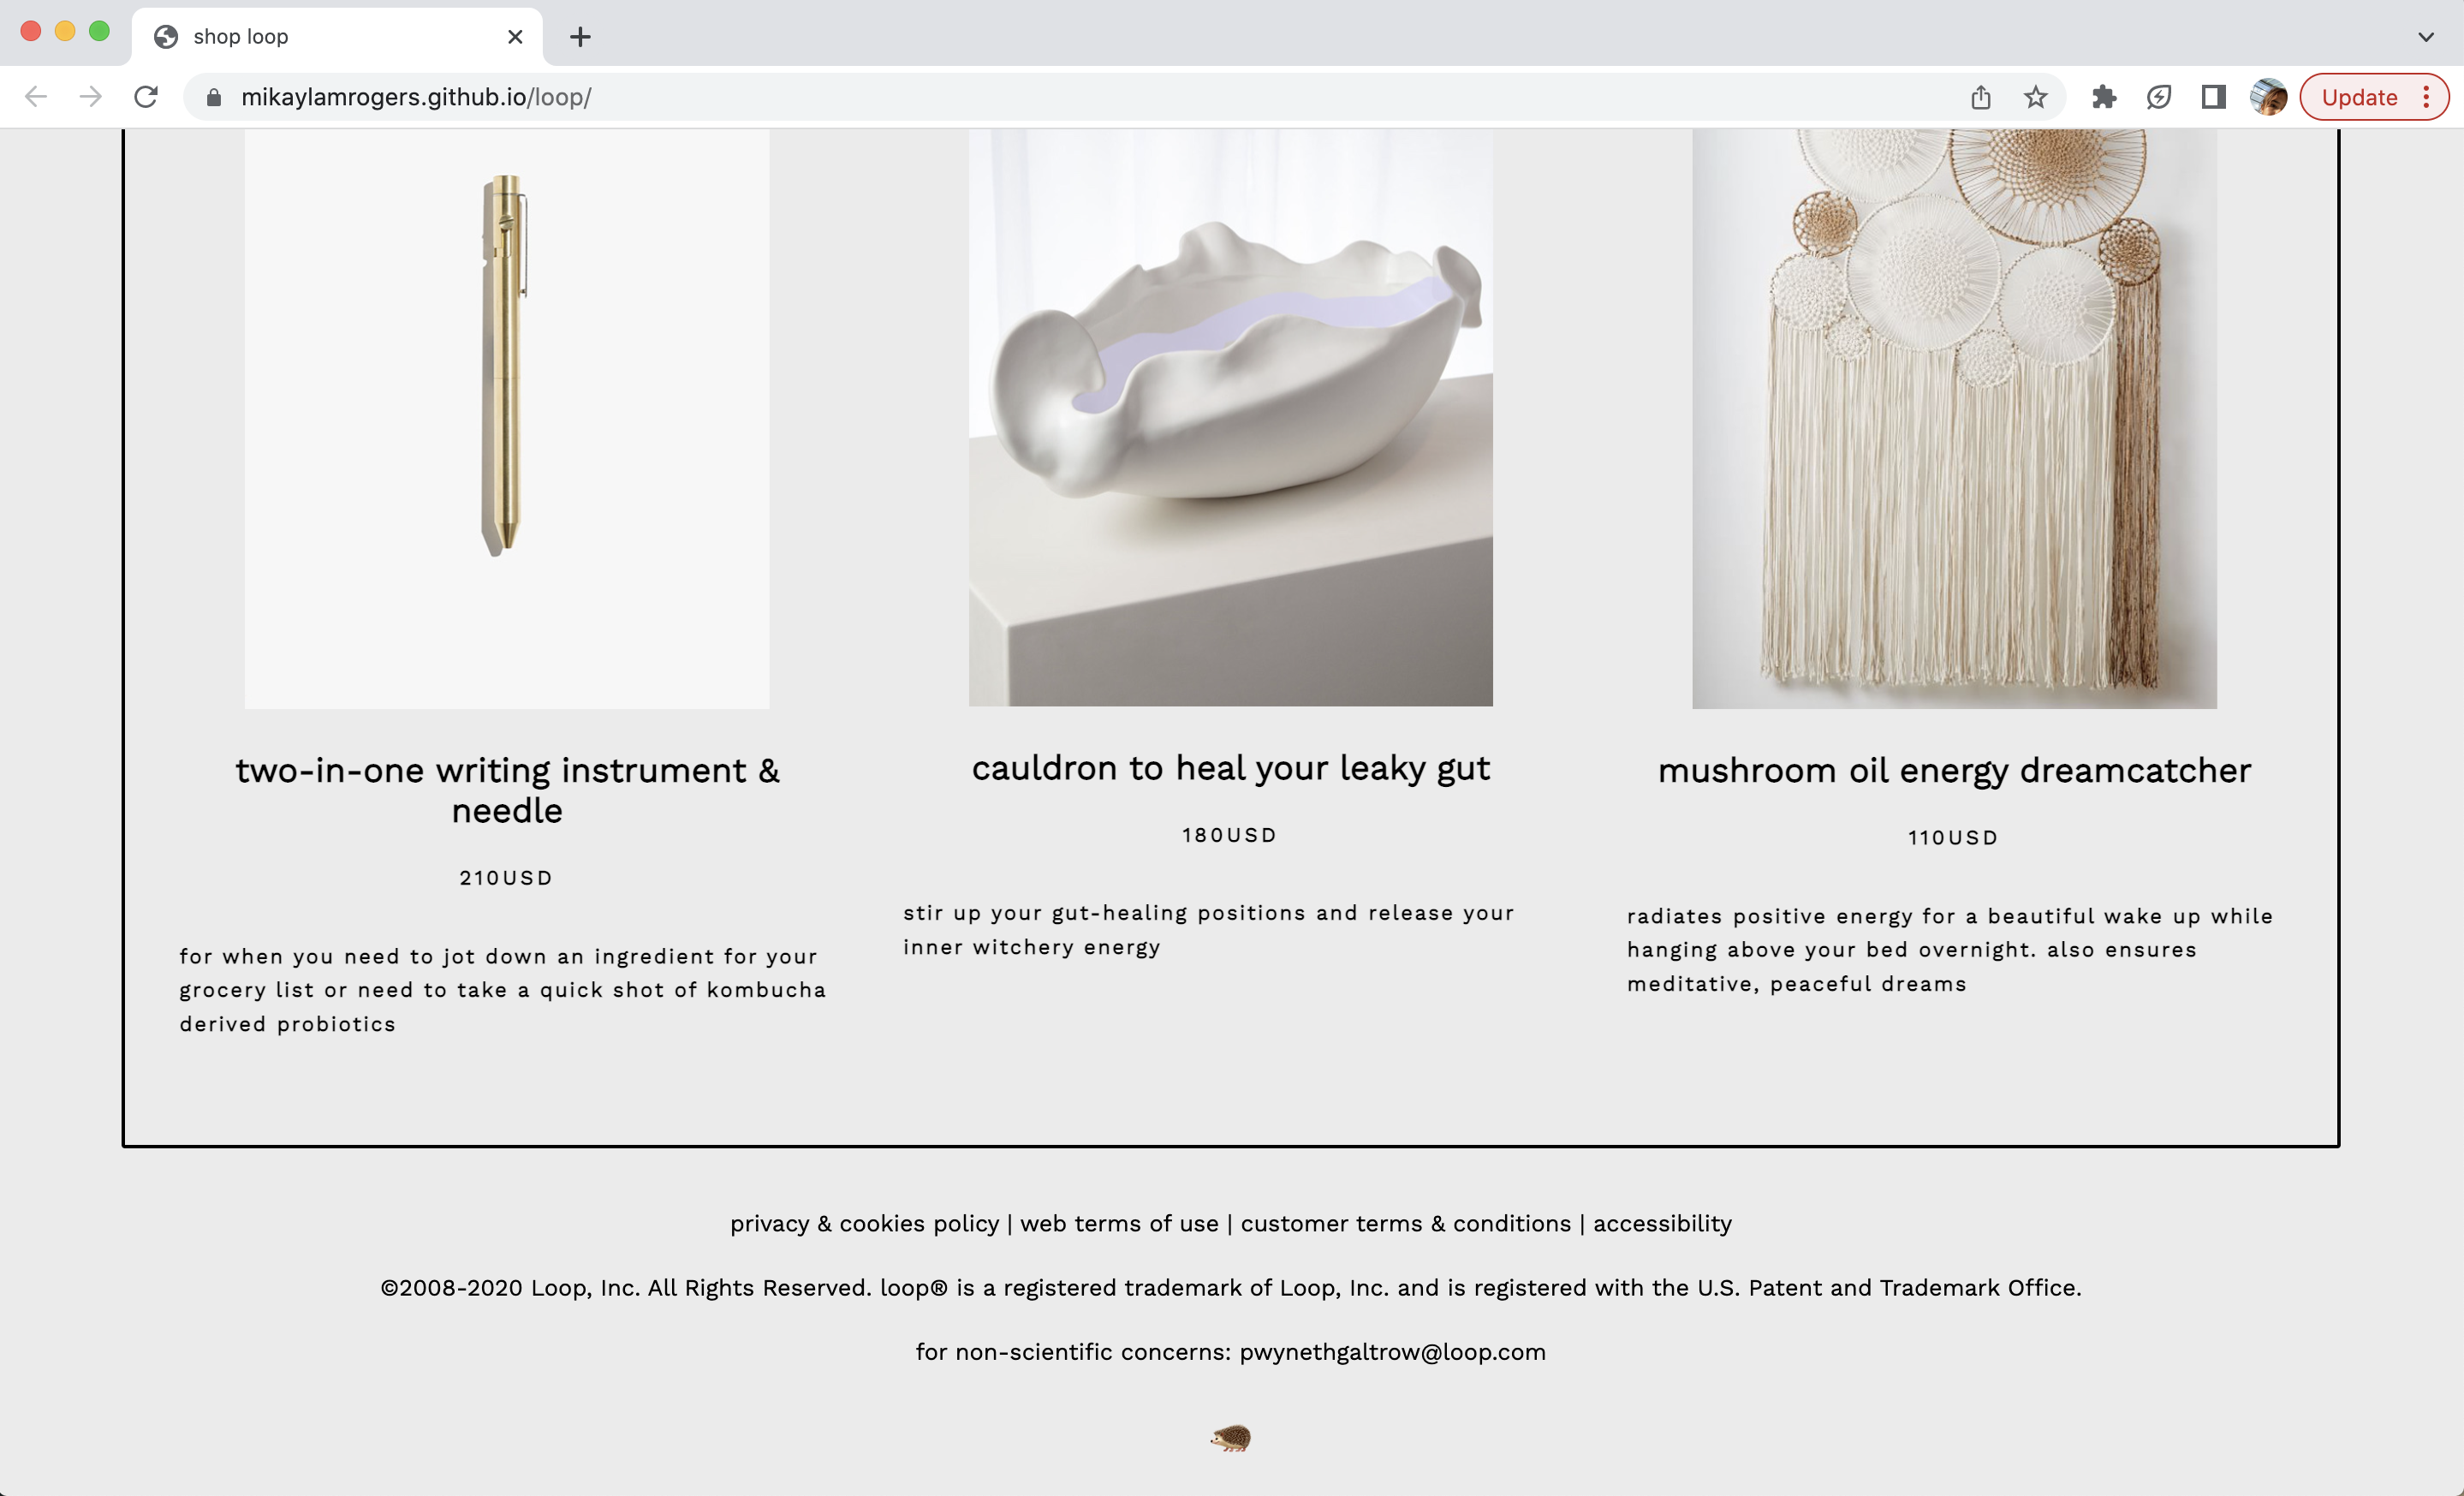 shop loop
mikaylamrogers.github.io/loop/
Update
two-in-one writing instrument &
needle
210USD
for when you need to jot down an ingredient for your
grocery list or need to take a quick shot of kombucha
derived probiotics
cauldron to heal your leaky gut
180USD
stir up your gut-healing positions and release your
inner witchery energy
mushroom oil energy dreamcatcher
110USD
radiates positive energy for a beautiful wake up while
hanging above your bed overnight. also ensures
meditative, peaceful dreams
privacy & cookies policy | web terms of use | customer terms & conditions | accessibility
©2008-2020 Loop, Inc. All Rights Reserved. loop® is a registered trademark of Loop, Inc. and is registered with the U.S. Patent and Trademark Office.
for non-scientific concerns: pwynethgaltrow@loop.com